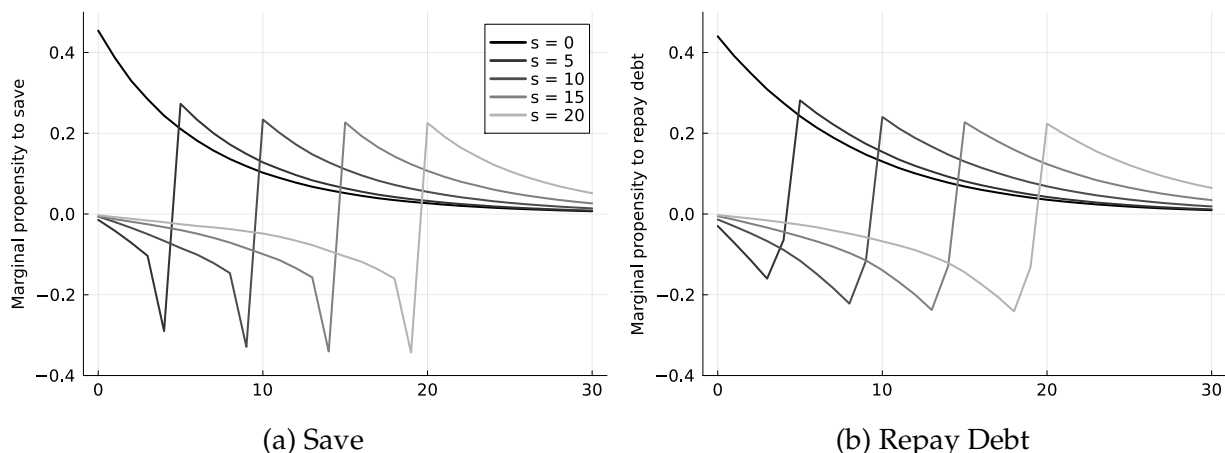 Marginal propensity to save
0.4
0.2
0.0
−0.2
−0.4
0
10
20
30
s = 0
s = 5
s = 10
s = 15
s = 20
(a) Save
Marginal propensity to repay debt
0.4
0.2
0.0
−0.2
−0.4
0
10
20
30
(b) Repay Debt